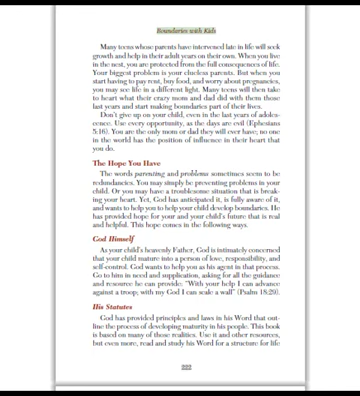 Boundaries with Kids
Many teens whose parents have intervened late in life will seek
growth and help in their adult years on their own. When you live
in the nest, you are protected from the full consequences of life.
Your biggest problem is your clueless parents. But when you
start having to pay rent, buy food, and worry about pregnancies,
you may see life in a different light. Many teens will then take
to heart what their crazy mom and dad did with them those
last years and start making boundaries part of their lives.
Don't give up on your child, even in the last years of adoles-
cence. Use every opportunity, as the days are evil (Ephesians
5:16). You are the only mom or dad they will ever have; no one
in the world has the position of influence in their heart that
you do.
The Hope You Have
The words parenting and problems sometimes seem to be
redundancies. You may simply be preventing problems in your
child. Or you may have a troublesome situation that is break-
ing your heart. Yet, God has anticipated it, is fully aware of it,
and wants to help you to help your child develop boundaries. He
has provided hope for your and your child's future that is real
and helpful. This hope comes in the following ways.
God Himself
As your child's heavenly Father, God is intimately concerned
that your child mature into a person of love, responsibility, and
self-control. God wants to help you as his agent in that process.
Go to him in need and supplication, asking for all the guidance
and resource he can provide: "With your help I can advance
against a troop; with my God I can scale a wall" (Psalm 18:29).
His Statutes
God has provided principles and laws in his Word that out-
line the process of developing maturity in his people. This book
is based on many of those realities. Use it and other resources,
but even more, read and study his Word for a structure for life
222